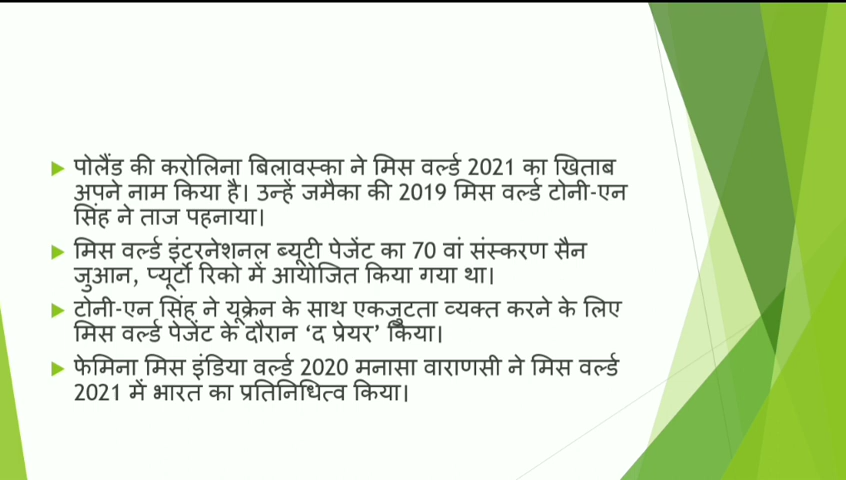 पोलैंड की करोलिना बिलावस्का ने मिस वर्ल्ड 2021 का खिताब
अपने नाम किया है। उन्हें जमैका की 2019 मिस वर्ल्ड टोनी-एन
सिंह ने ताज पहनाया।
मिस वर्ल्ड इंटरनेशनल ब्यूटी पेजेंट का 70 वां संस्करण सैन
जुआन, प्यूर्टो रिको में आयोजित किया गया था।
टोनी-एन सिंह ने यूक्रेन के साथ एकजुटता व्यक्त करने के लिए
मिस वर्ल्ड पेजेंट के दौरान ‘द प्रेयर’ किया।
फेमिना मिस इंडिया वर्ल्ड 2020 मनासा वाराणसी ने मिस वर्ल्ड
2021 में भारत का प्रतिनिधित्व किया।